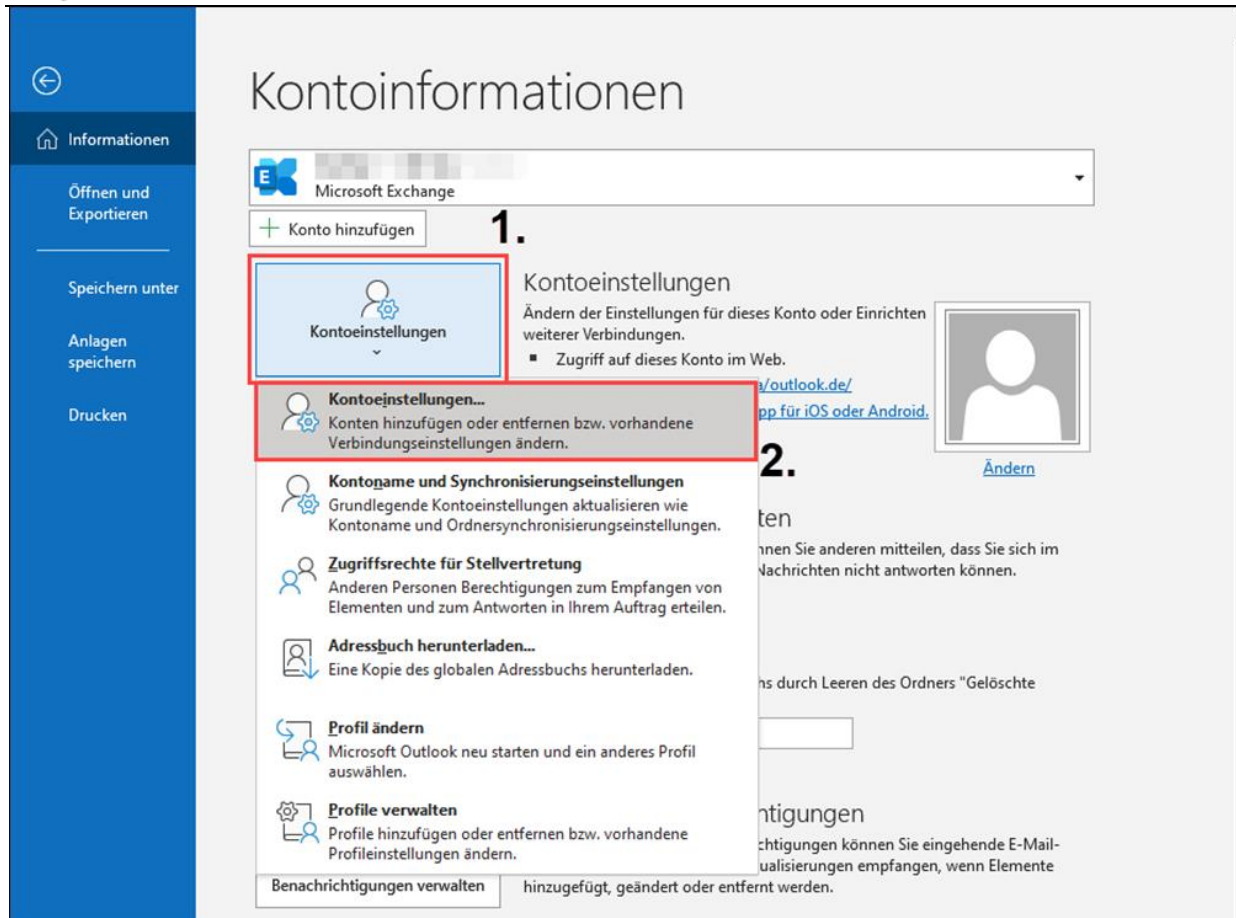 Kontoinformationen
Informationen
Öffnen und
Exportieren
Speichern unter
Anlagen
speichern
Drucken
Microsoft Exchange
Konto hinzufügen
1.
Kontoeinstellungen
Kontoeinstellungen
Ändern der Einstellungen für dieses Konto oder Einrichten
weiterer Verbindungen.
▪ Zugriff auf dieses Konto im Web.
a/outlook.de/
pp für iOS oder Android.
Ändern
Kontoeinstellungen...
Konten hinzufügen oder entfernen bzw. vorhandene
Verbindungseinstellungen ändern.
2.
Kontoname und Synchronisierungseinstellungen
Grundlegende Kontoeinstellungen aktualisieren wie
Kontoname und Ordnersynchronisierungseinstellungen.
Zugriffsrechte für Stellvertretung
Anderen Personen Berechtigungen zum Empfangen von
Elementen und zum Antworten in Ihrem Auftrag erteilen.
Adressbuch herunterladen...
Eine Kopie des globalen Adressbuchs herunterladen.
Profil ändern
Microsoft Outlook neu starten und ein anderes Profil
auswählen.
Profile verwalten
Profile hinzufügen oder entfernen bzw. vorhandene
Profileinstellungen ändern.
ten
nnen Sie anderen mitteilen, dass Sie sich im
Nachrichten nicht antworten können.
hs durch Leeren des Ordners "Gelöschte
htigungen
chtigungen können Sie eingehende E-Mail-
ualisierungen empfangen, wenn Elemente
Benachrichtigungen verwalten
hinzugefügt, geändert oder entfernt werden.